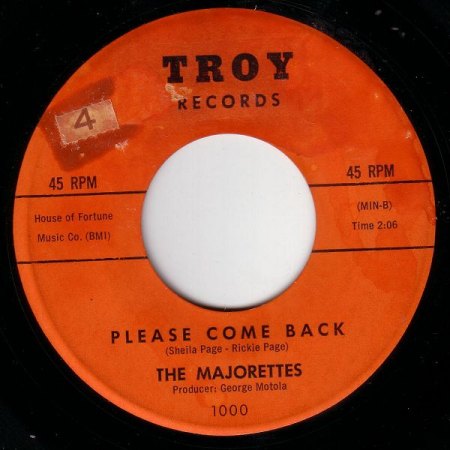 TROY
RECORDS
4
45 RPM
45 RPM
House of Fortune
Music Co. (BMI)
(MIN-B)
Time 2:06
PLEASE COME BACK
(Sheila Page - Rickie Page)
THE MAJORETTES
Producer: George Motola
1000